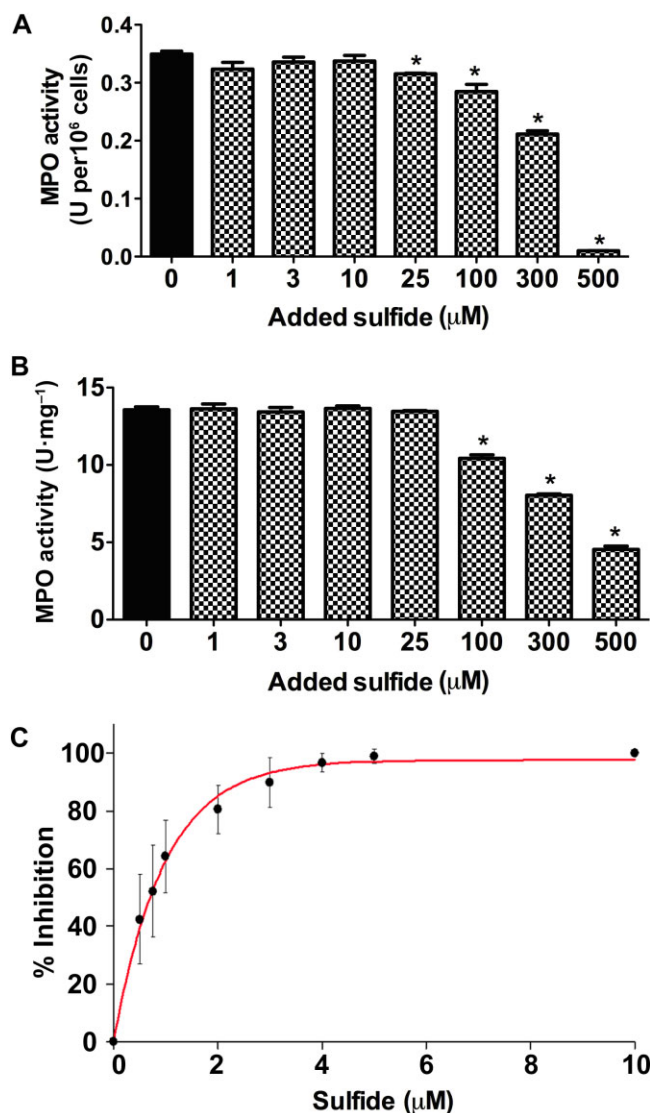 A
MPO activity
(U per10⁶ cells)
0.4
0.3
0.2
0.1
0.0
* * * *
0 1 3 10 25 100 300 500
Added sulfide (μM)
B
MPO activity (U·mg⁻¹)
15
10
5
0
* * *
0 1 3 10 25 100 300 500
Added sulfide (μM)
C
% Inhibition
100
80
60
40
20
0
0 2 4 6 8 10
Sulfide (μM)